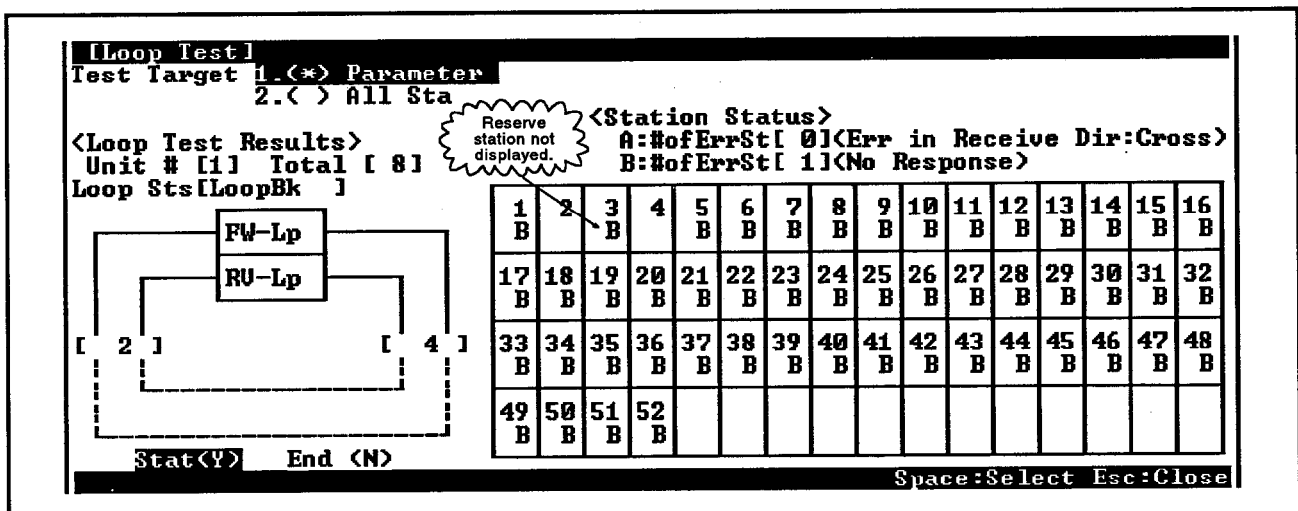 [Loop Test]
Test Target 1.(*) Parameter
2.( ) All Sta
Reserve
station not
displayed.
<Station Status>
A:#ofErrSt[ 0]<Err in Receive Dir:Cross>
B:#ofErrSt[ 1]<No Response>
<Loop Test Results>
Unit # [1] Total [ 8]
Loop Sts[LoopBk ]
FW-Lp
RV-Lp
[ 2 ] [ 4 ]
1 2 3 4 5 6 7 8 9 10 11 12 13 14 15 16
B B B B B B B B B B B B B B
17 18 19 20 21 22 23 24 25 26 27 28 29 30 31 32
B B B B B B B B B B B B B B B B
33 34 35 36 37 38 39 40 41 42 43 44 45 46 47 48
B B B B B B B B B B B B B B B B
49 50 51 52
B B B B
Stat(Y) End (N)
Space:Select Esc:Close